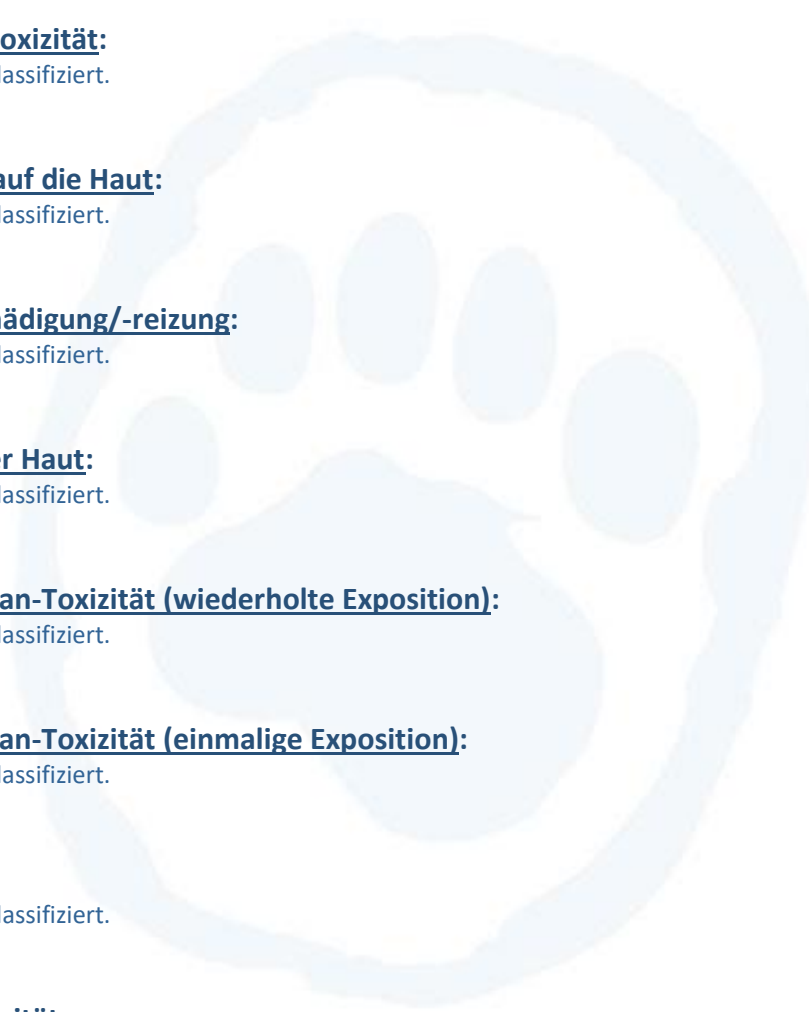 oxizität:
lassifiziert.
auf die Haut:
lassifiziert.
ädigung/-reizung:
lassifiziert.
r Haut:
lassifiziert.
an-Toxizität (wiederholte Exposition):
lassifiziert.
an-Toxizität (einmalige Exposition):
lassifiziert.
lassifiziert.